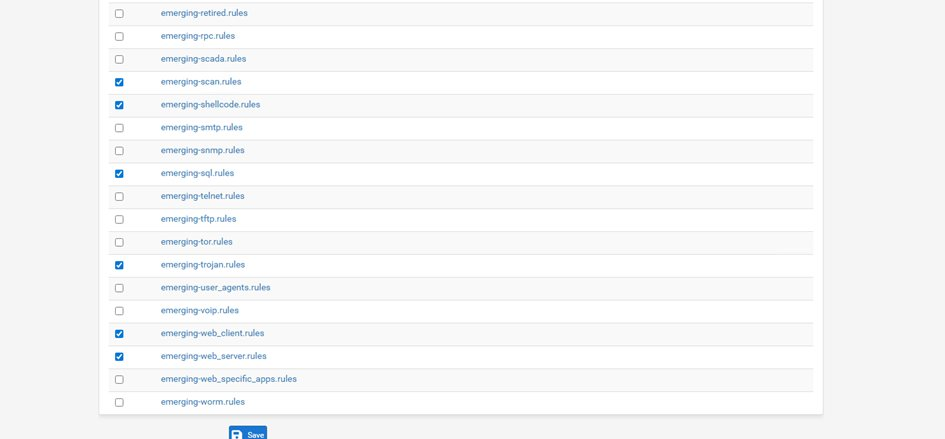 emerging-retired.rules
emerging-rpc.rules
emerging-scada.rules
emerging-scan.rules
emerging-shellcode.rules
emerging-smtp.rules
emerging-snmp.rules
emerging-sql.rules
emerging-telnet.rules
emerging-tftp.rules
emerging-tor.rules
emerging-trojan.rules
emerging-user_agents.rules
emerging-voip.rules
emerging-web_client.rules
emerging-web_server.rules
emerging-web_specific_apps.rules
emerging-worm.rules
Save